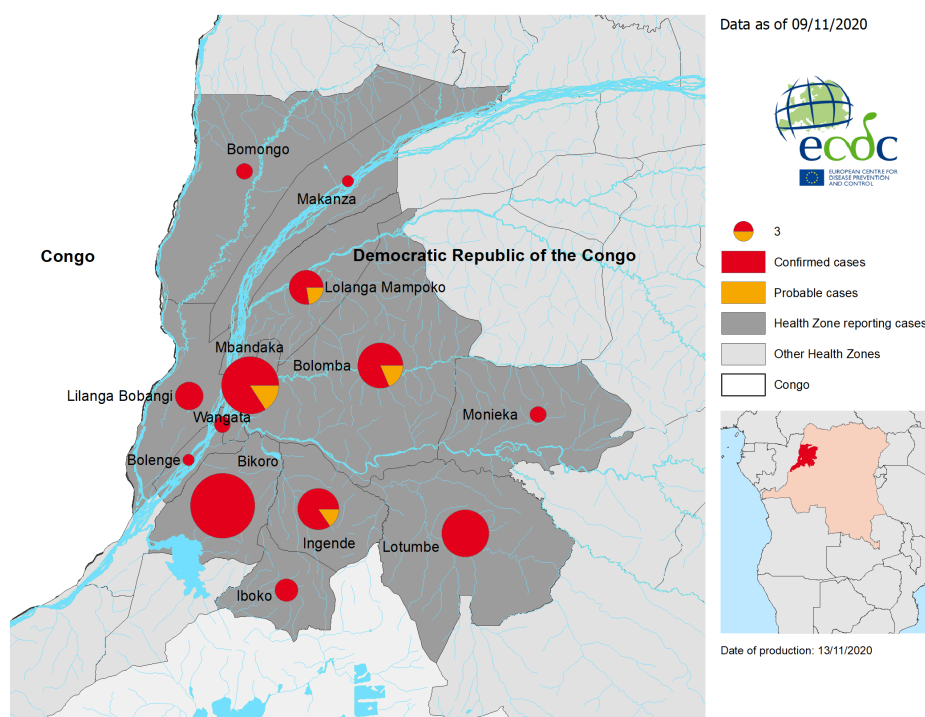 Data as of 09/11/2020
ecdc
EUROPEAN CENTRE FOR
DISEASE PREVENTION
AND CONTROL
3
Confirmed cases
Probable cases
Health Zone reporting cases
Other Health Zones
Congo
Date of production: 13/11/2020
Bomongo
Makanza
Congo
Democratic Republic of the Congo
Lolanga Mampoko
Mbandaka
Bolomba
Lilanga Bobangi
Wangata
Monieka
Bolenge
Bikoro
Ingende
Lotumbe
Iboko